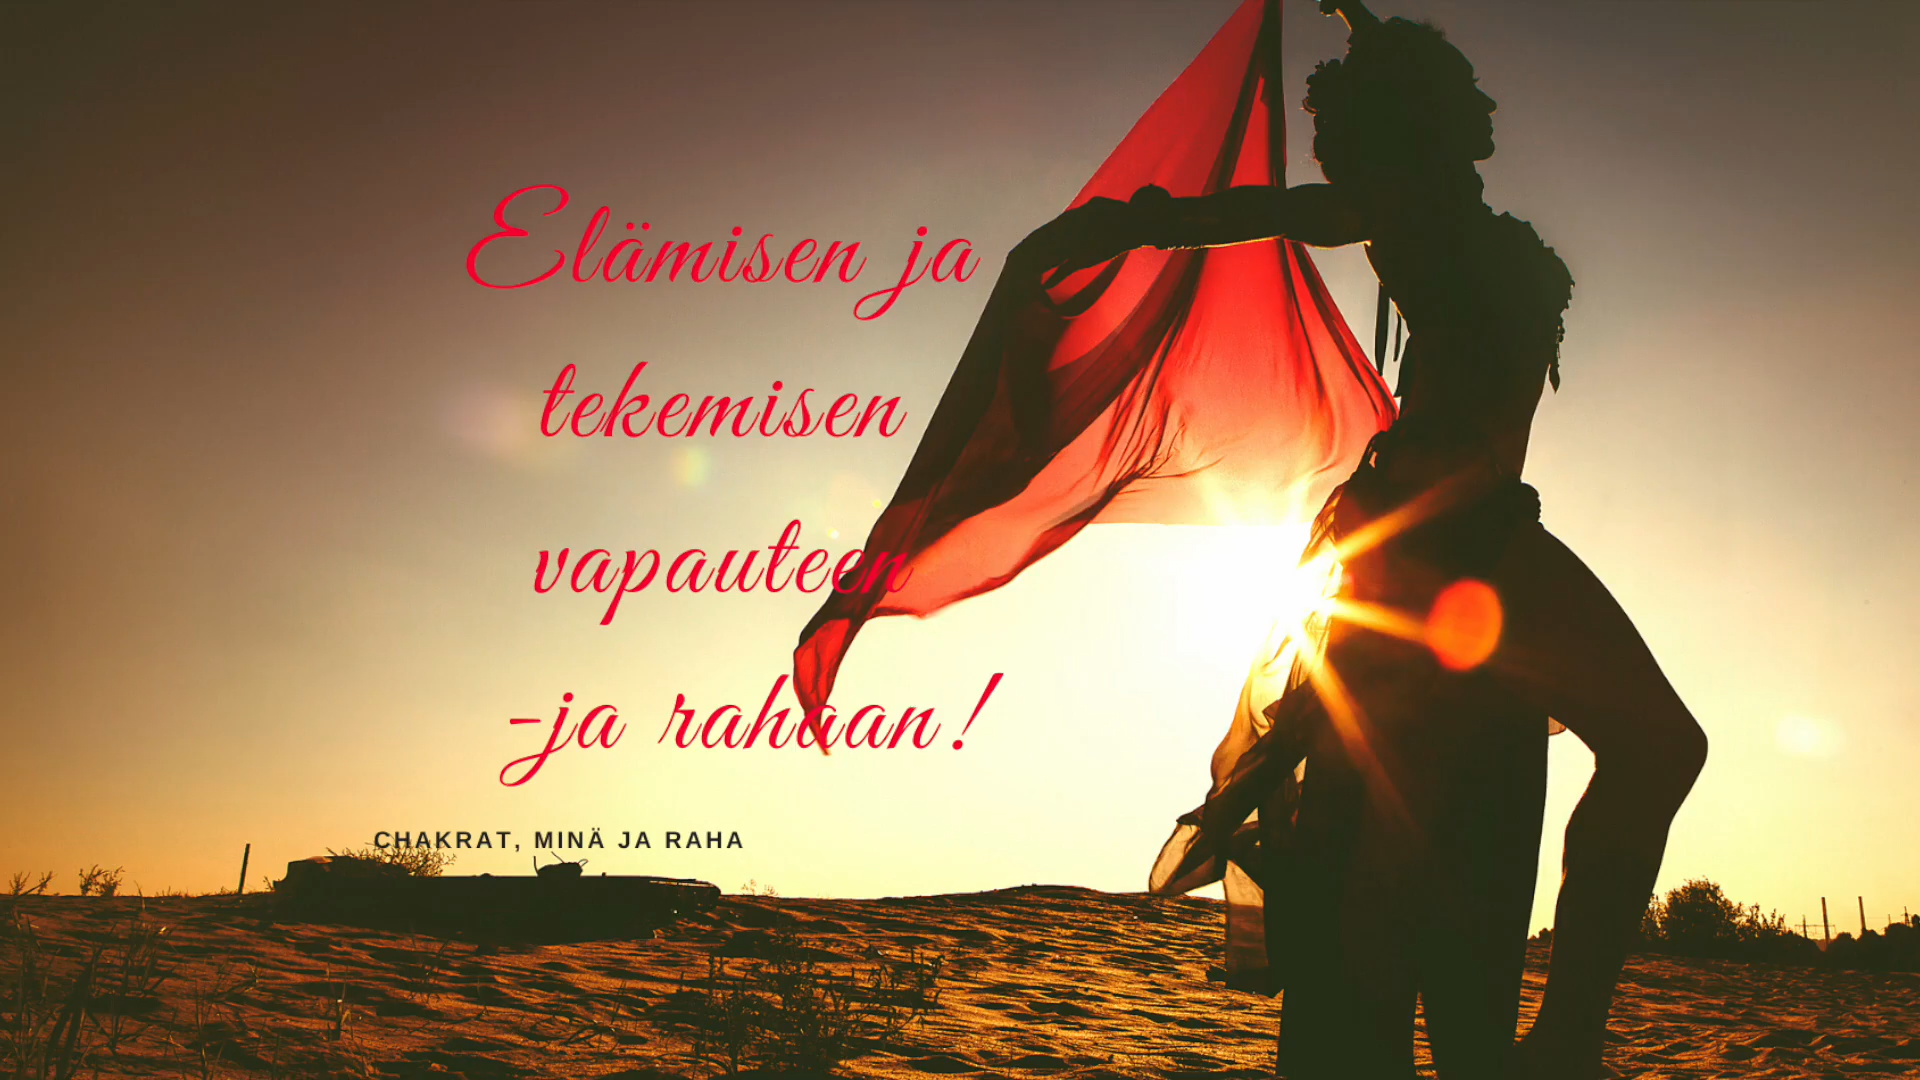 Elämisen ja
tekemisen
vapauteen
-ja rahaan!
CHAKRAT, MINÄ JA RAHA